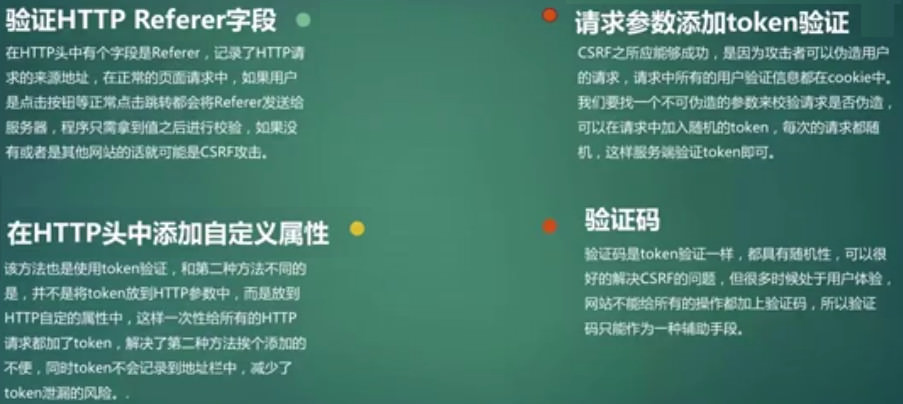 验证HTTP Referer字段
在HTTP头中有个字段是Referer，记录了HTTP请
求的来源地址，在正常的页面请求中，如果用户
是点击按钮等正常点击跳转都会将Referer发送给
服务器，程序只需拿到值之后进行校验，如果没
有或者是其他网站的话就可能是CSRF攻击。
请求参数添加token验证
CSRF之所应能够成功，是因为攻击者可以伪造用户
的请求，请求中所有的用户验证信息都在cookie中。
我们要找一个不可伪造的参数来校验请求是否伪造，
可以在请求中加入随机的token，每次的请求都随
机，这样服务端验证token即可。
在HTTP头中添加自定义属性
该方法也是使用token验证，和第二种方法不同的
是，并不是将token放到HTTP参数中，而是放到
HTTP自定的属性中，这样一次性给所有的HTTP
请求都加了token，解决了第二种方法挨个添加的
不便，同时token不会记录到地址栏中，减少了
token泄漏的风险。.
验证码
验证码是token验证一样，都具有随机性，可以很
好的解决CSRF的问题，但很多时候处于用户体验，
网站不能给所有的操作都加上验证码，所以验证
码只能作为一种辅助手段。